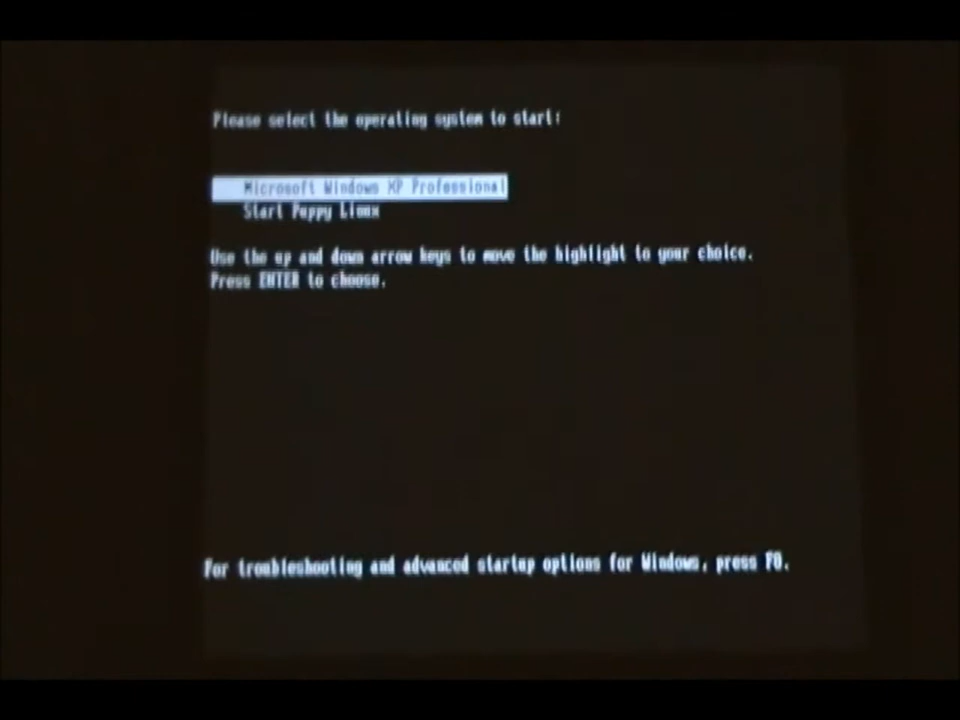 Please select the operating system to start:
Microsoft Windows XP Professional
Start Puppy Linux
Use the up and down arrow keys to move the highlight to your choice.
Press ENTER to choose.
For troubleshooting and advanced startup options for Windows, press F8.